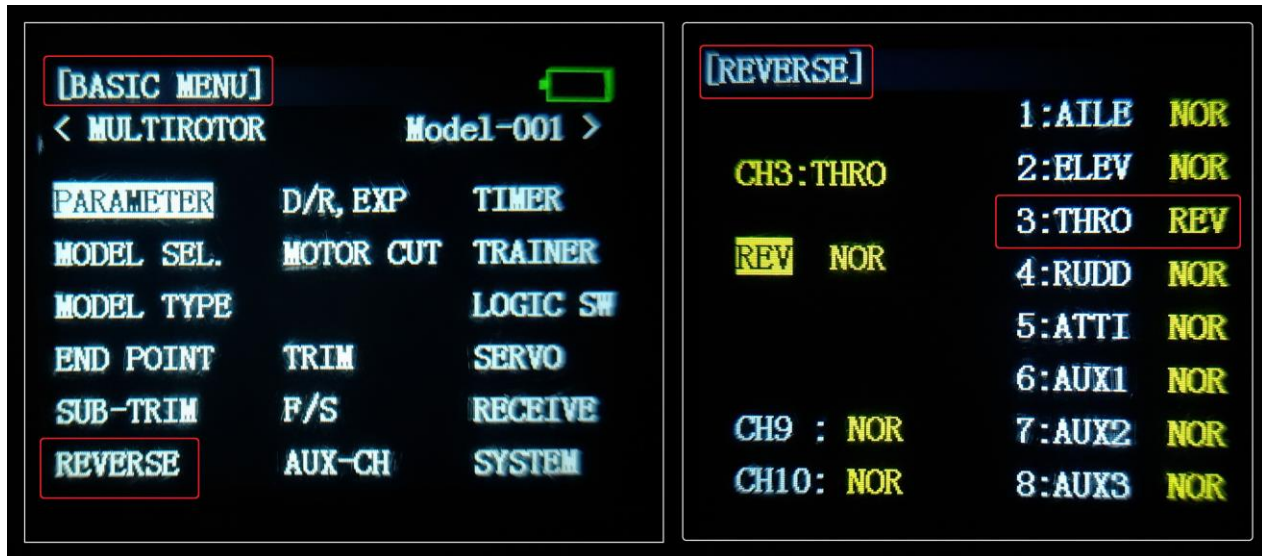 [BASIC MENU]
< MULTIROTOR Model-001 >
PARAMETER D/R,EXP TIMER
MODEL SEL. MOTOR CUT TRAINER
MODEL TYPE LOGIC SW
END POINT TRIM SERVO
SUB-TRIM F/S RECEIVE
REVERSE AUX-CH SYSTEM
[REVERSE]
CH3:THRO
REV NOR
CH9 : NOR
CH10: NOR
1:AILE NOR
2:ELEV NOR
3:THRO REV
4:RUDD NOR
5:ATTI NOR
6:AUX1 NOR
7:AUX2 NOR
8:AUX3 NOR